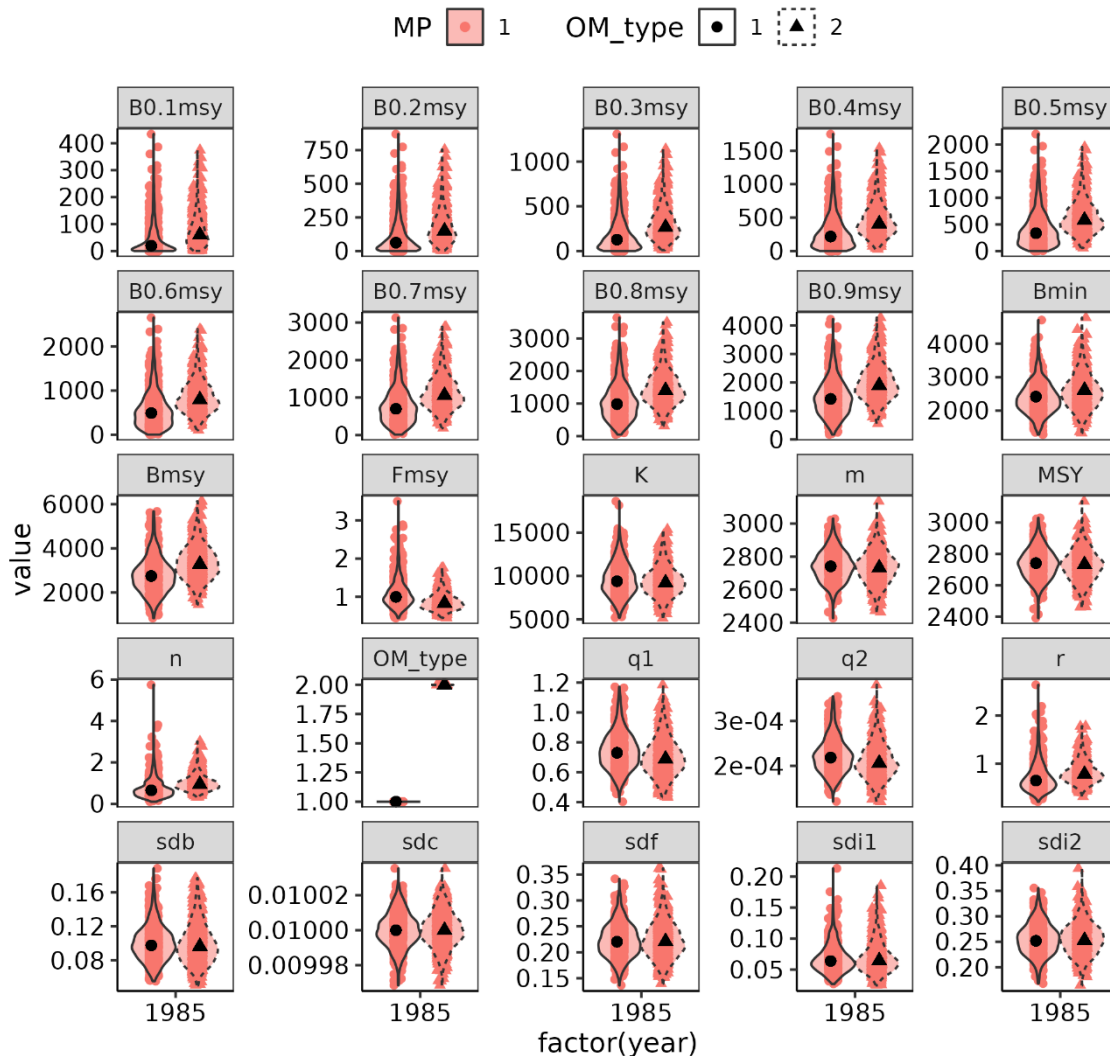 MP 1 OM_type 1 2
B0.1msy B0.2msy B0.3msy B0.4msy B0.5msy
400 300 200 100 0
750 500 250 0
1000 500 0
1500 1000 500 0
2000 1500 1000 500 0
B0.6msy B0.7msy B0.8msy B0.9msy Bmin
2000 1000 0
3000 2000 1000 0
3000 2000 1000 0
4000 3000 2000 1000 0
4000 3000 2000
Bmsy Fmsy K m MSY
6000 4000 2000
3 2 1
15000 10000 5000
3000 2800 2600 2400
3000 2800 2600 2400
n OM_type q1 q2 r
6 4 2 0
2.00 1.75 1.50 1.25 1.00
1.2 1.0 0.8 0.6 0.4
3e-04 2e-04
2 1
sdb sdc sdf sdi1 sdi2
0.16 0.12 0.08
0.01002 0.01000 0.00998
0.35 0.30 0.25 0.20 0.15
0.20 0.15 0.10 0.05
0.40 0.35 0.30 0.25 0.20
1985 1985 1985 1985 1985
value
factor(year)